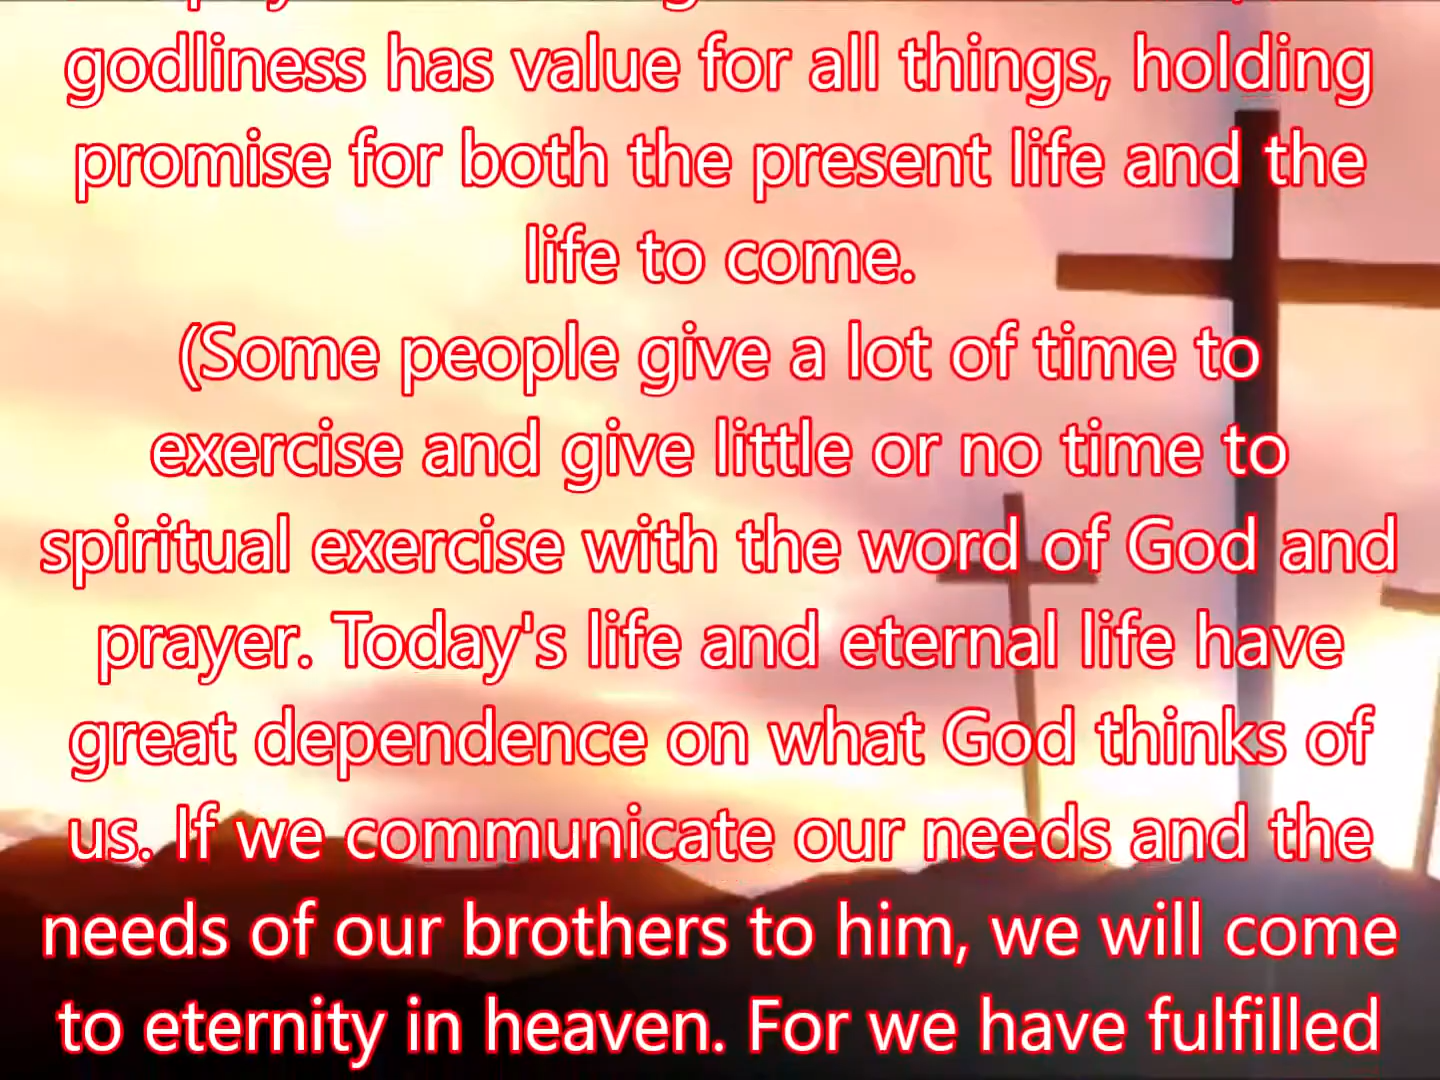 godliness has value for all things, holding
promise for both the present life and the
life to come.
(Some people give a lot of time to
exercise and give little or no time to
spiritual exercise with the word of God and
prayer. Today's life and eternal life have
great dependence on what God thinks of
us. If we communicate our needs and the
needs of our brothers to him, we will come
to eternity in heaven. For we have fulfilled